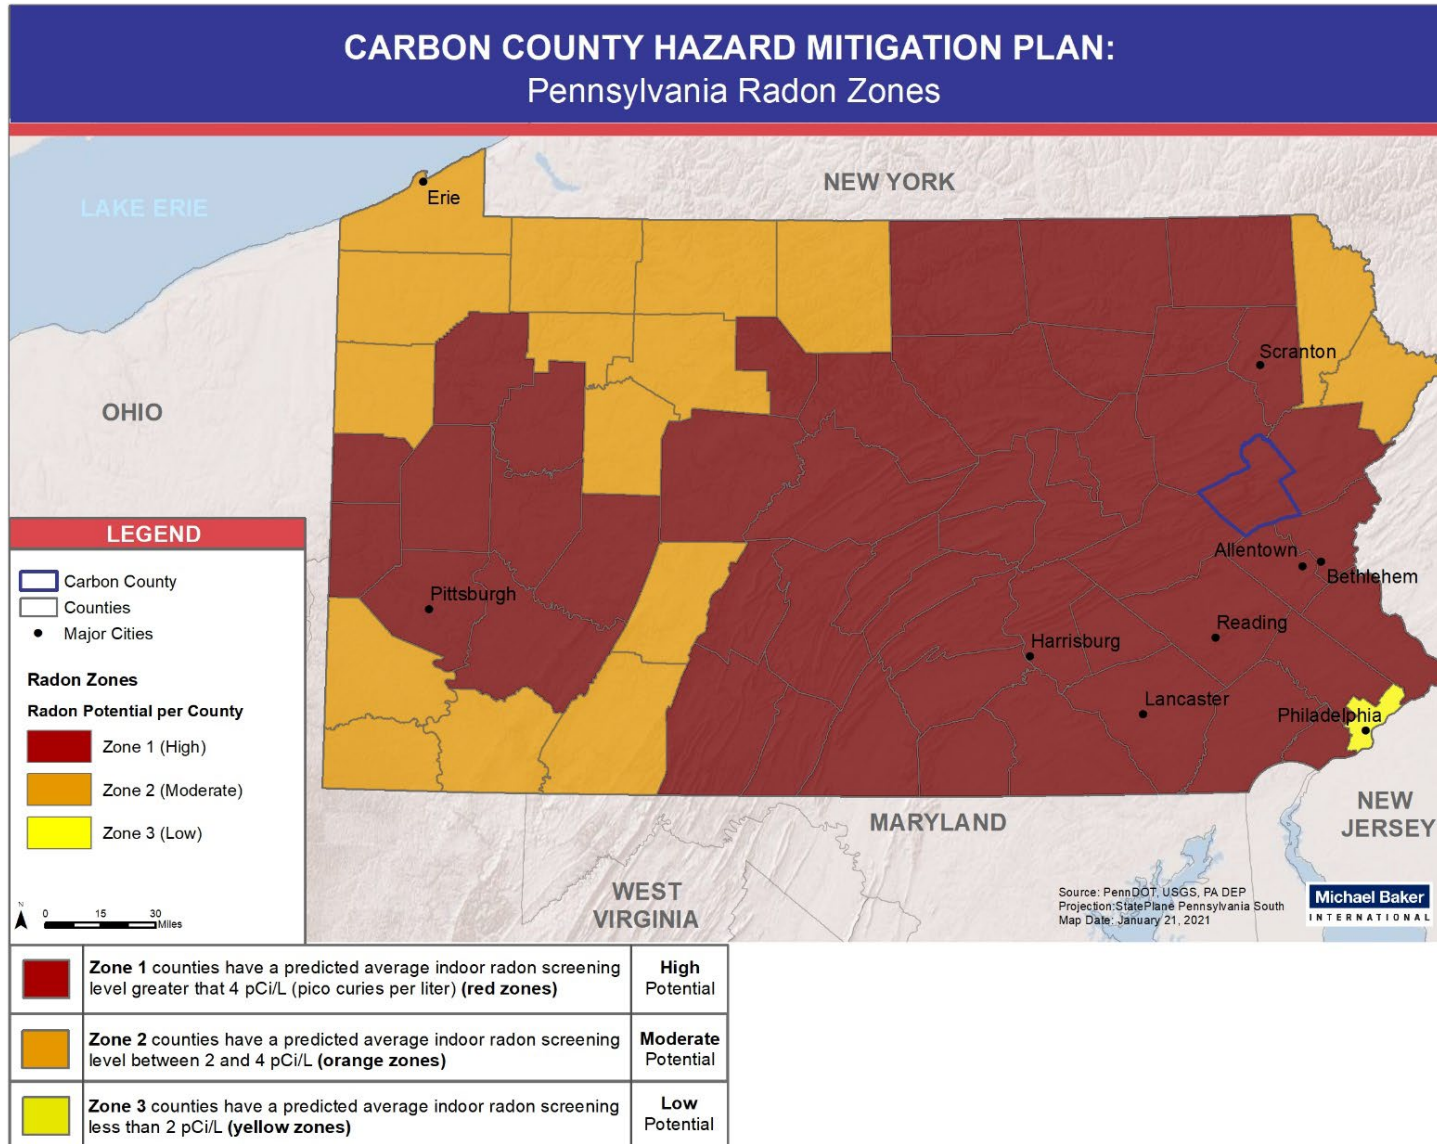 CARBON COUNTY HAZARD MITIGATION PLAN:
Pennsylvania Radon Zones
LAKE ERIE
Erie
NEW YORK
Scranton
OHIO
Allentown
Bethlehem
Pittsburgh
Reading
Harrisburg
Lancaster
Philadelphia
MARYLAND
NEW
JERSEY
WEST
VIRGINIA
LEGEND
Carbon County
Counties
Major Cities
Radon Zones
Radon Potential per County
Zone 1 (High)
Zone 2 (Moderate)
Zone 3 (Low)
N
0 15 30
Miles
Source: PennDOT, USGS, PA DEP
Projection:StatePlane Pennsylvania South
Map Date: January 21, 2021
Michael Baker
INTERNATIONAL
Zone 1 counties have a predicted average indoor radon screening
level greater that 4 pCi/L (pico curies per liter) (red zones)
High
Potential
Zone 2 counties have a predicted average indoor radon screening
level between 2 and 4 pCi/L (orange zones)
Moderate
Potential
Zone 3 counties have a predicted average indoor radon screening
less than 2 pCi/L (yellow zones)
Low
Potential